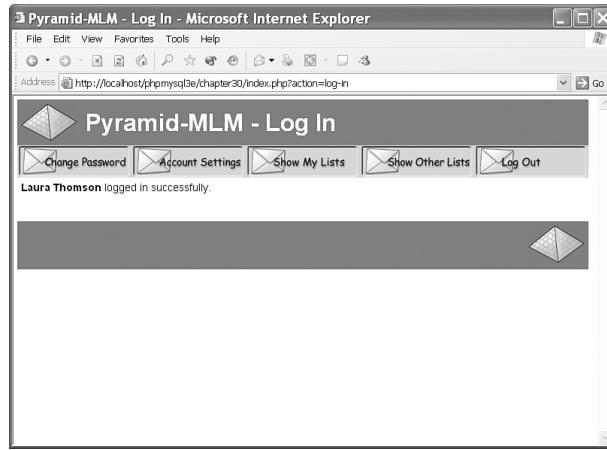 Pyramid-MLM - Log In - Microsoft Internet Explorer
File Edit View Favorites Tools Help
Address http://localhost/phpmysql3e/chapter30/index.php?action=log-in Go
Pyramid-MLM - Log In
Change Password Account Settings Show My Lists Show Other Lists Log Out
Laura Thomson logged in successfully.